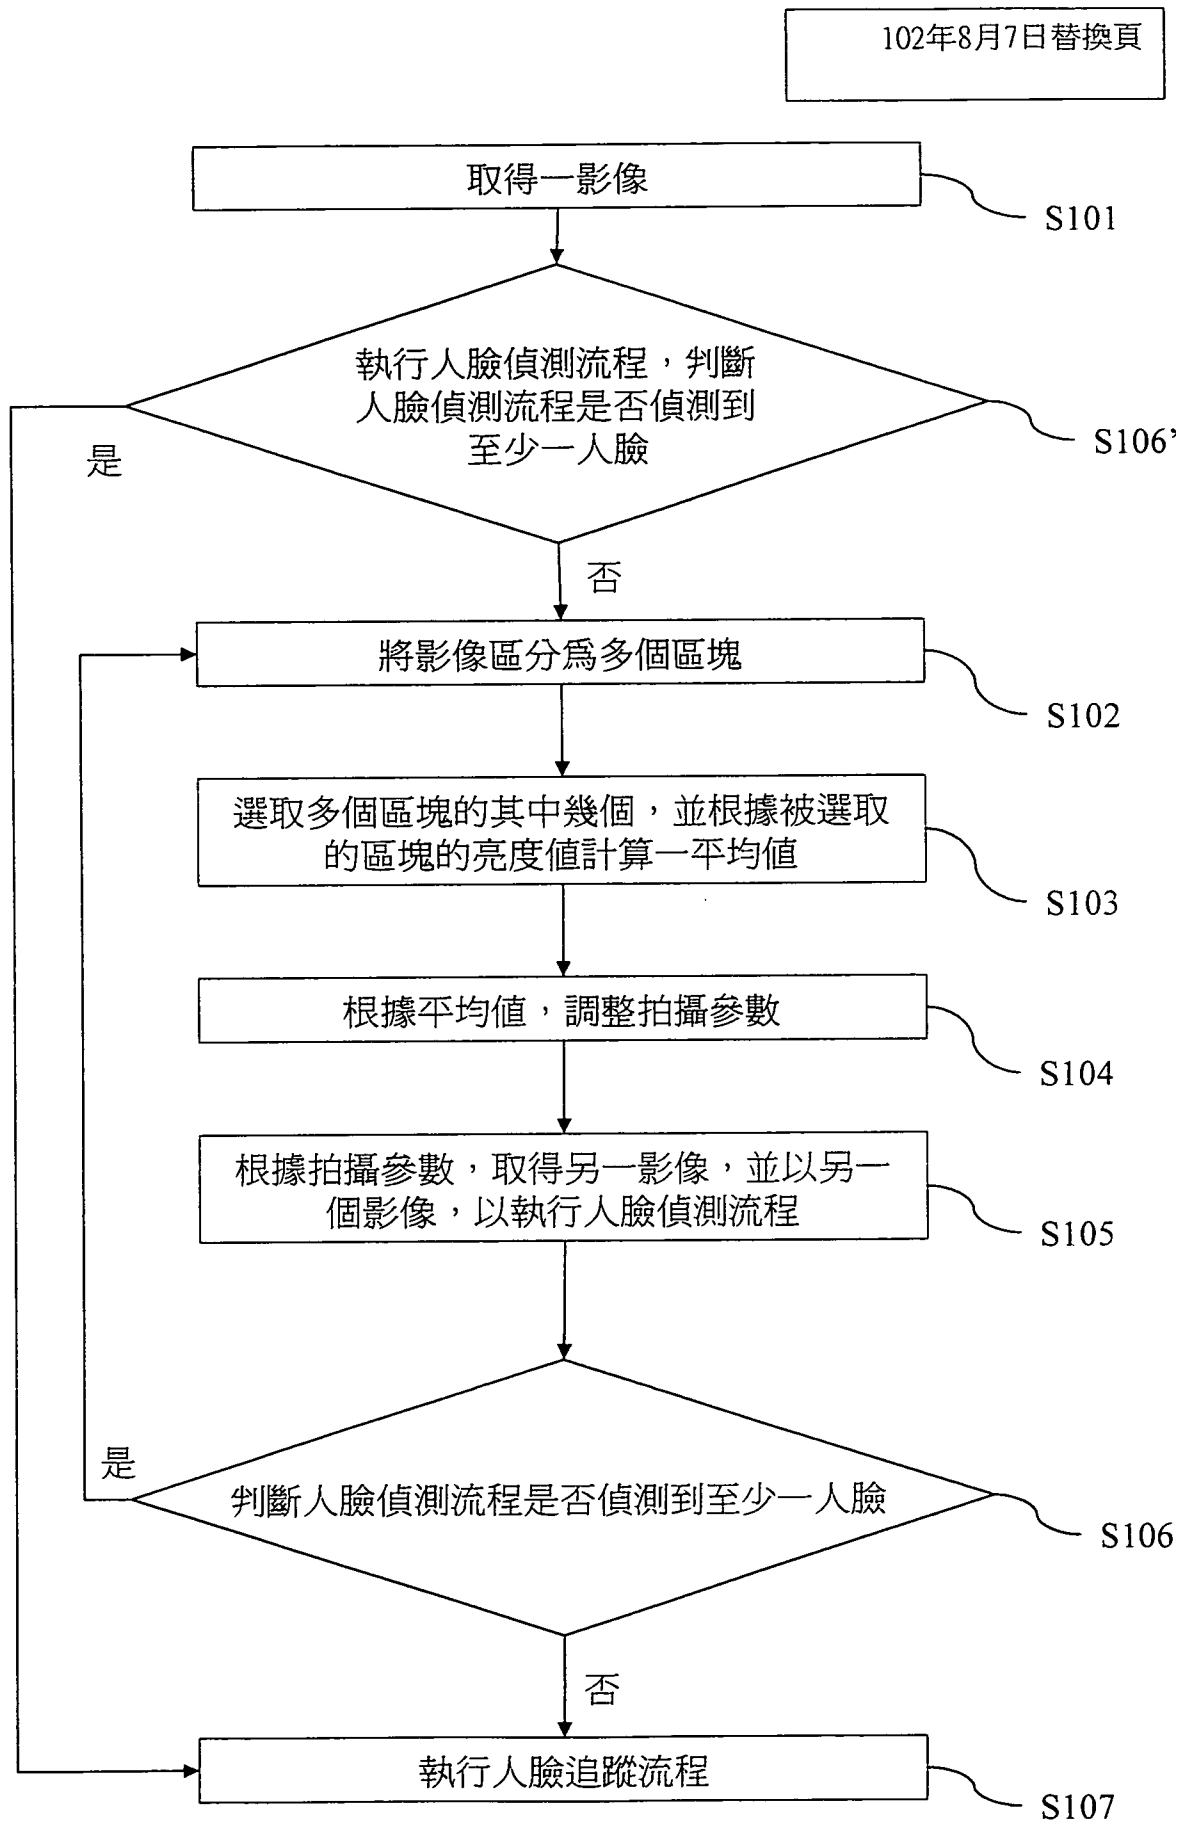 102年8月7日替換頁
取得一影像
S101
執行人臉偵測流程，判斷
人臉偵測流程是否偵測到
至少一人臉
S106’
是
否
將影像區分爲多個區塊
S102
選取多個區塊的其中幾個，並根據被選取
的區塊的亮度值計算一平均值
S103
根據平均值，調整拍攝參數
S104
根據拍攝參數，取得另一影像，並以另一
個影像，以執行人臉偵測流程
S105
是
判斷人臉偵測流程是否偵測到至少一人臉
S106
否
執行人臉追蹤流程
S107